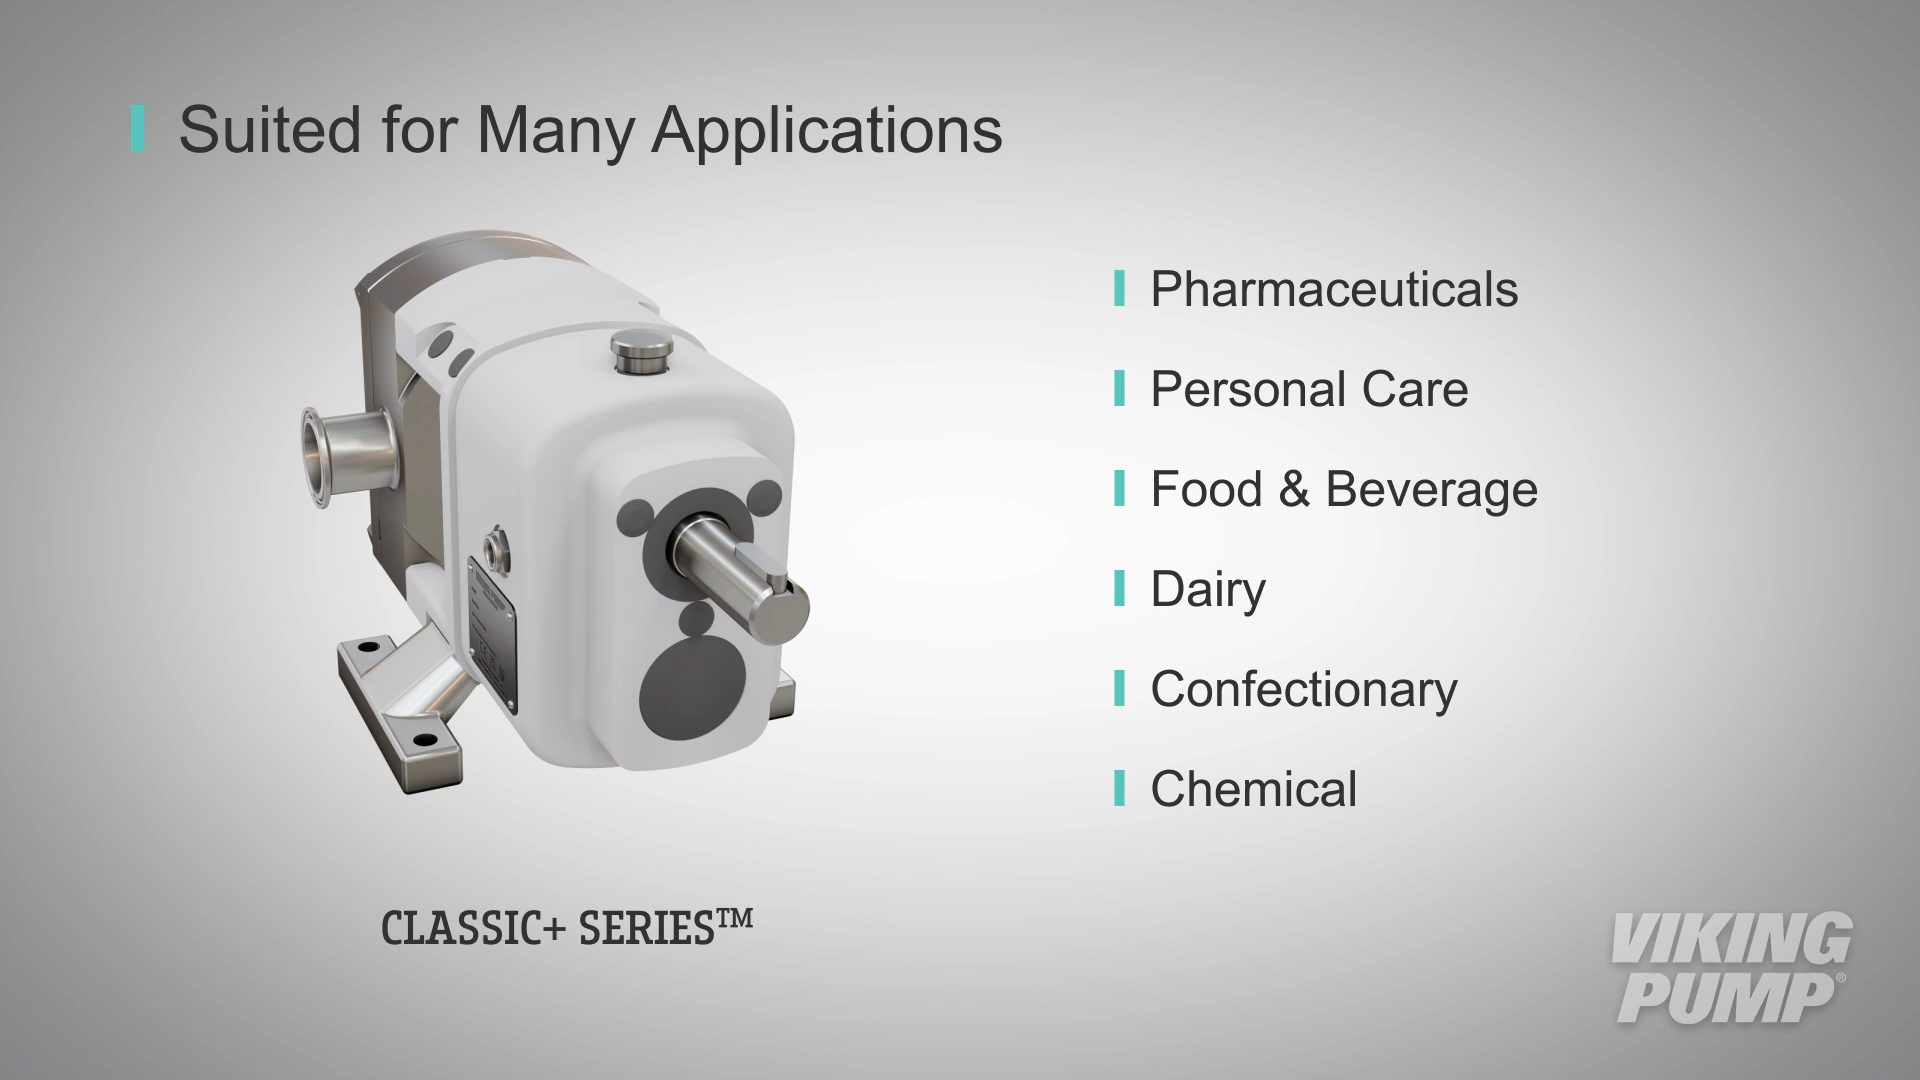 Suited for Many Applications
Pharmaceuticals
Personal Care
Food & Beverage
Dairy
Confectionary
Chemical
CLASSIC+ SERIES™
VIKING
PUMP®